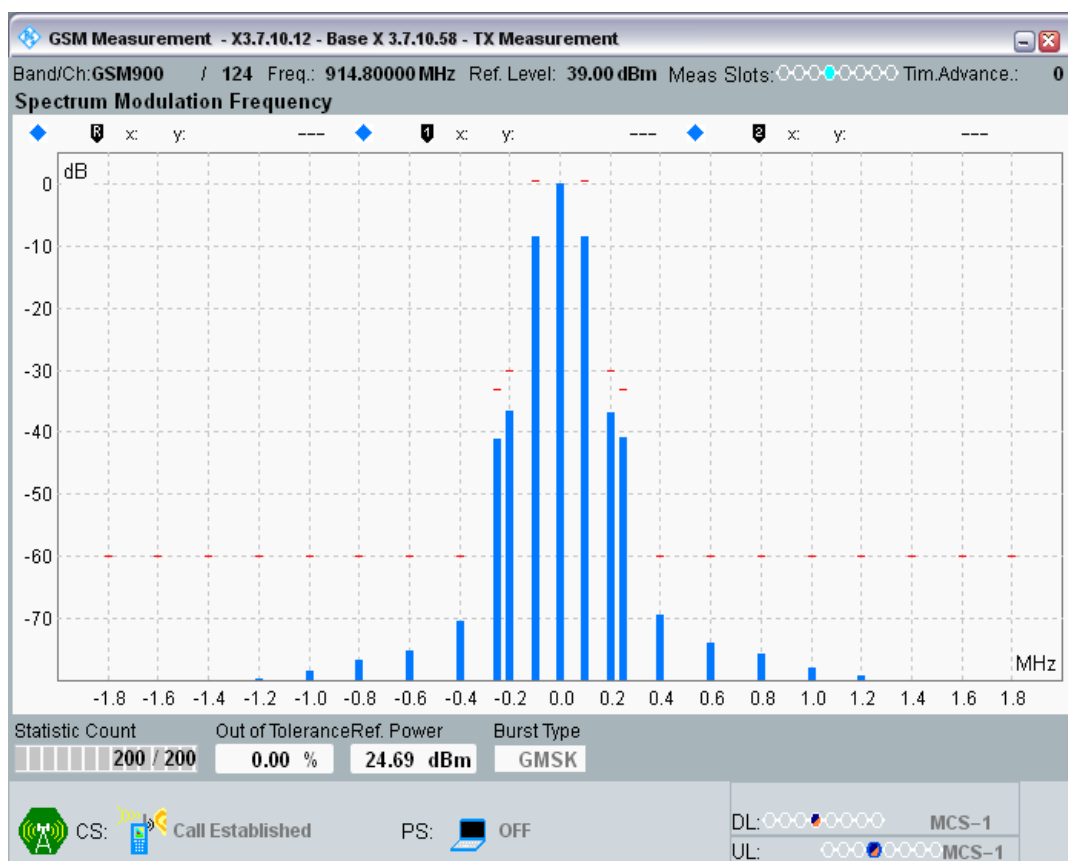 GSM Measurement - X3.7.10.12 - Base X 3.7.10.58 - TX Measurement
Band/Ch:GSM900 / 124 Freq.: 914.80000 MHz Ref. Level: 39.00 dBm Meas Slots: Tim.Advance.: 0
Spectrum Modulation Frequency
R x: y: --- 1 x: y: --- 2 x: y: ---
dB
0
-10
-20
-30
-40
-50
-60
-70
MHz
-1.8 -1.6 -1.4 -1.2 -1.0 -0.8 -0.6 -0.4 -0.2 0.0 0.2 0.4 0.6 0.8 1.0 1.2 1.4 1.6 1.8
Statistic Count Out of Tolerance Ref. Power Burst Type
200 / 200 0.00 % 24.69 dBm GMSK
CS: Call Established PS: OFF
DL: MCS-1
UL: MCS-1